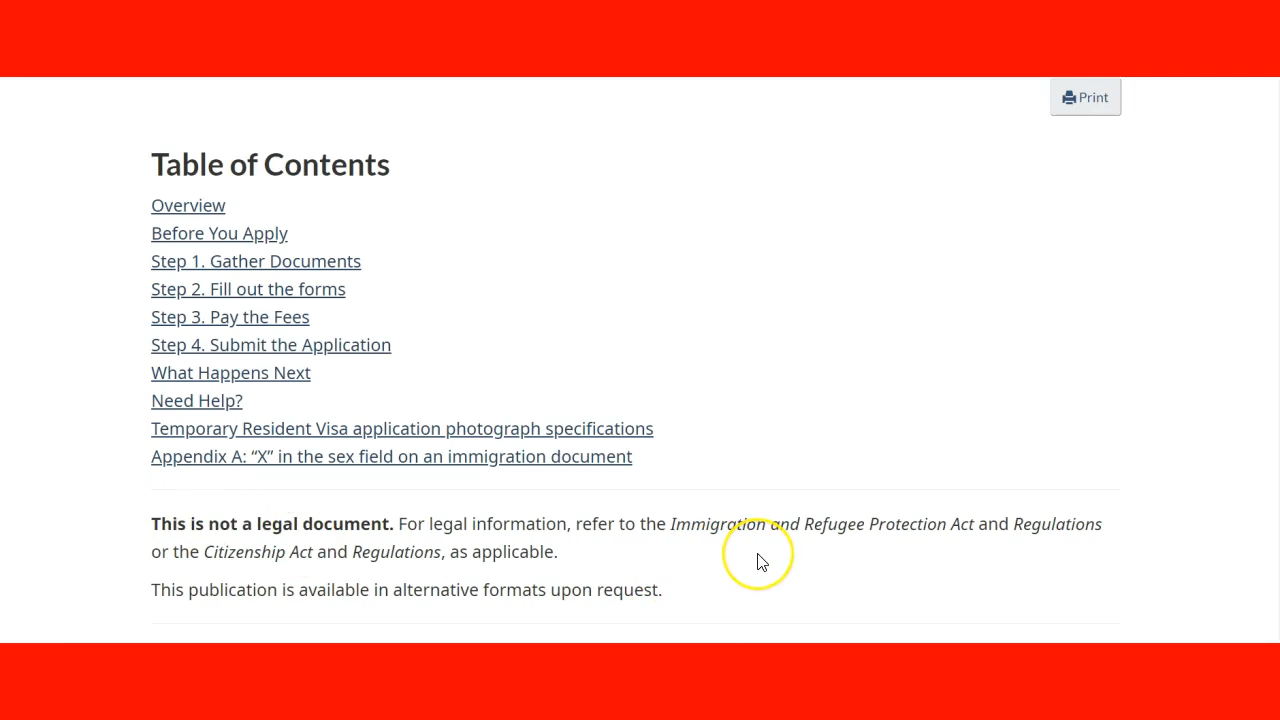 Print
Table of Contents
Overview
Before You Apply
Step 1. Gather Documents
Step 2. Fill out the forms
Step 3. Pay the Fees
Step 4. Submit the Application
What Happens Next
Need Help?
Temporary Resident Visa application photograph specifications
Appendix A: “X” in the sex field on an immigration document
This is not a legal document. For legal information, refer to the Immigration and Refugee Protection Act and Regulations
or the Citizenship Act and Regulations, as applicable.
This publication is available in alternative formats upon request.